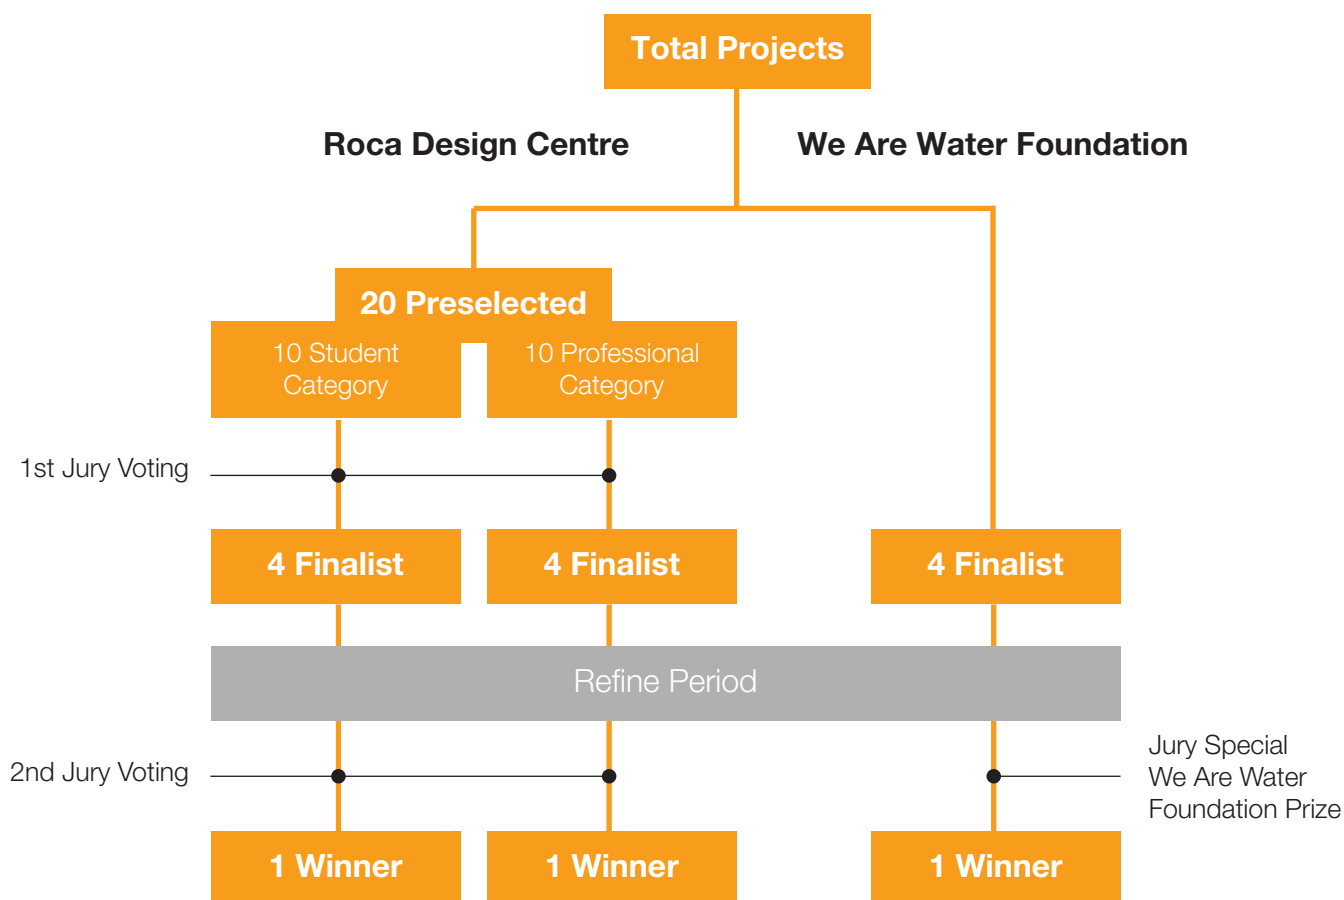 Total Projects
Roca Design Centre
We Are Water Foundation
20 Preselected
10 Student
Category
10 Professional
Category
1st Jury Voting
4 Finalist
4 Finalist
4 Finalist
Refine Period
2nd Jury Voting
Jury Special
We Are Water
Foundation Prize
1 Winner
1 Winner
1 Winner